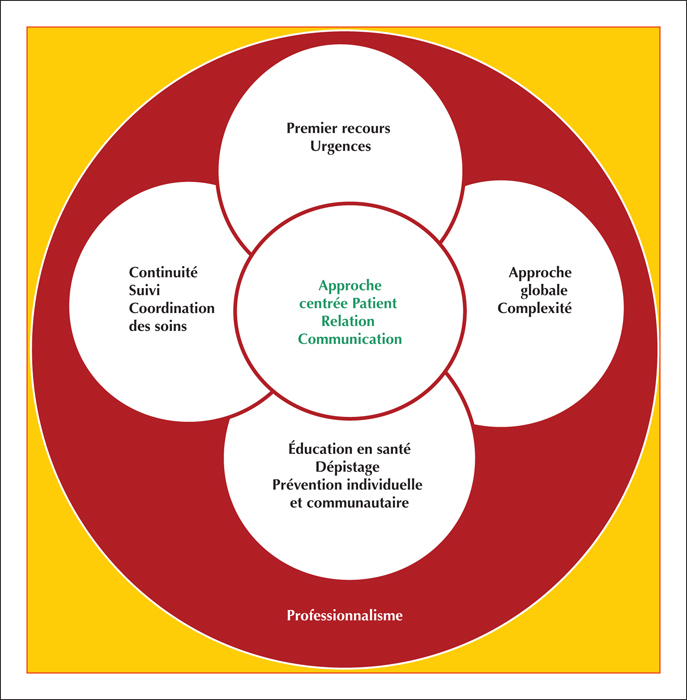 Premier recours
Urgences
Continuité
Suivi
Coordination
des soins
Approche
centrée Patient
Relation
Communication
Approche
globale
Complexité
Éducation en santé
Dépistage
Prévention individuelle
et communautaire
Professionnalisme